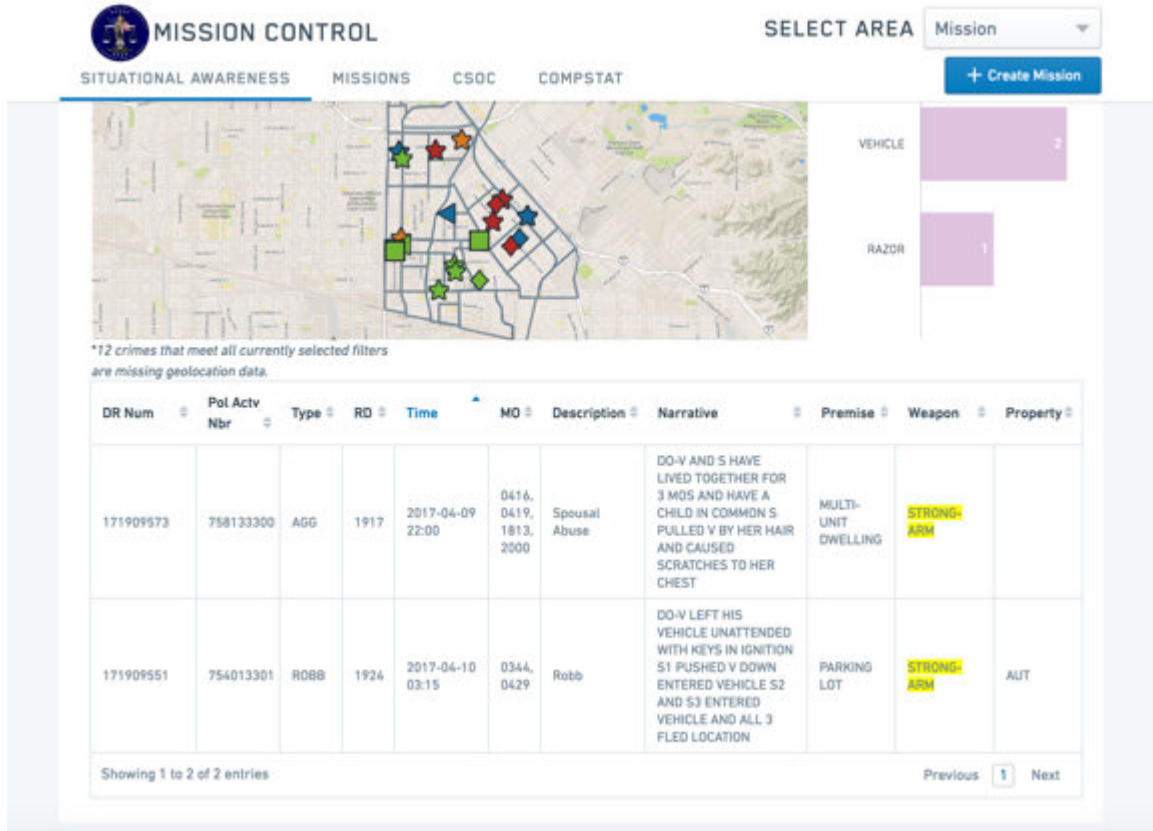 MISSION CONTROL
SELECT AREA
Mission
SITUATIONAL AWARENESS
MISSIONS
CSOC
COMPSTAT
+ Create Mission
VEHICLE
2
RAZOR
1
*12 crimes that meet all currently selected filters
are missing geolocation data.
DR Num
Pol Actv
Nbr
Type
RD
Time
MO
Description
Narrative
Premise
Weapon
Property
171909573
758133300
AGG
1917
2017-04-09
22:00
0416,
0419,
1813,
2000
Spousal
Abuse
DO-V AND S HAVE
LIVED TOGETHER FOR
3 MOS AND HAVE A
CHILD IN COMMON S
PULLED V BY HER HAIR
AND CAUSED
SCRATCHES TO HER
CHEST
MULTI-
UNIT
DWELLING
STRONG-
ARM
171909551
754013301
ROBB
1924
2017-04-10
03:15
0344,
0429
Robb
DO-V LEFT HIS
VEHICLE UNATTENDED
WITH KEYS IN IGNITION
S1 PUSHED V DOWN
ENTERED VEHICLE S2
AND S3 ENTERED
VEHICLE AND ALL 3
FLED LOCATION
PARKING
LOT
STRONG-
ARM
AUT
Showing 1 to 2 of 2 entries
Previous
1
Next